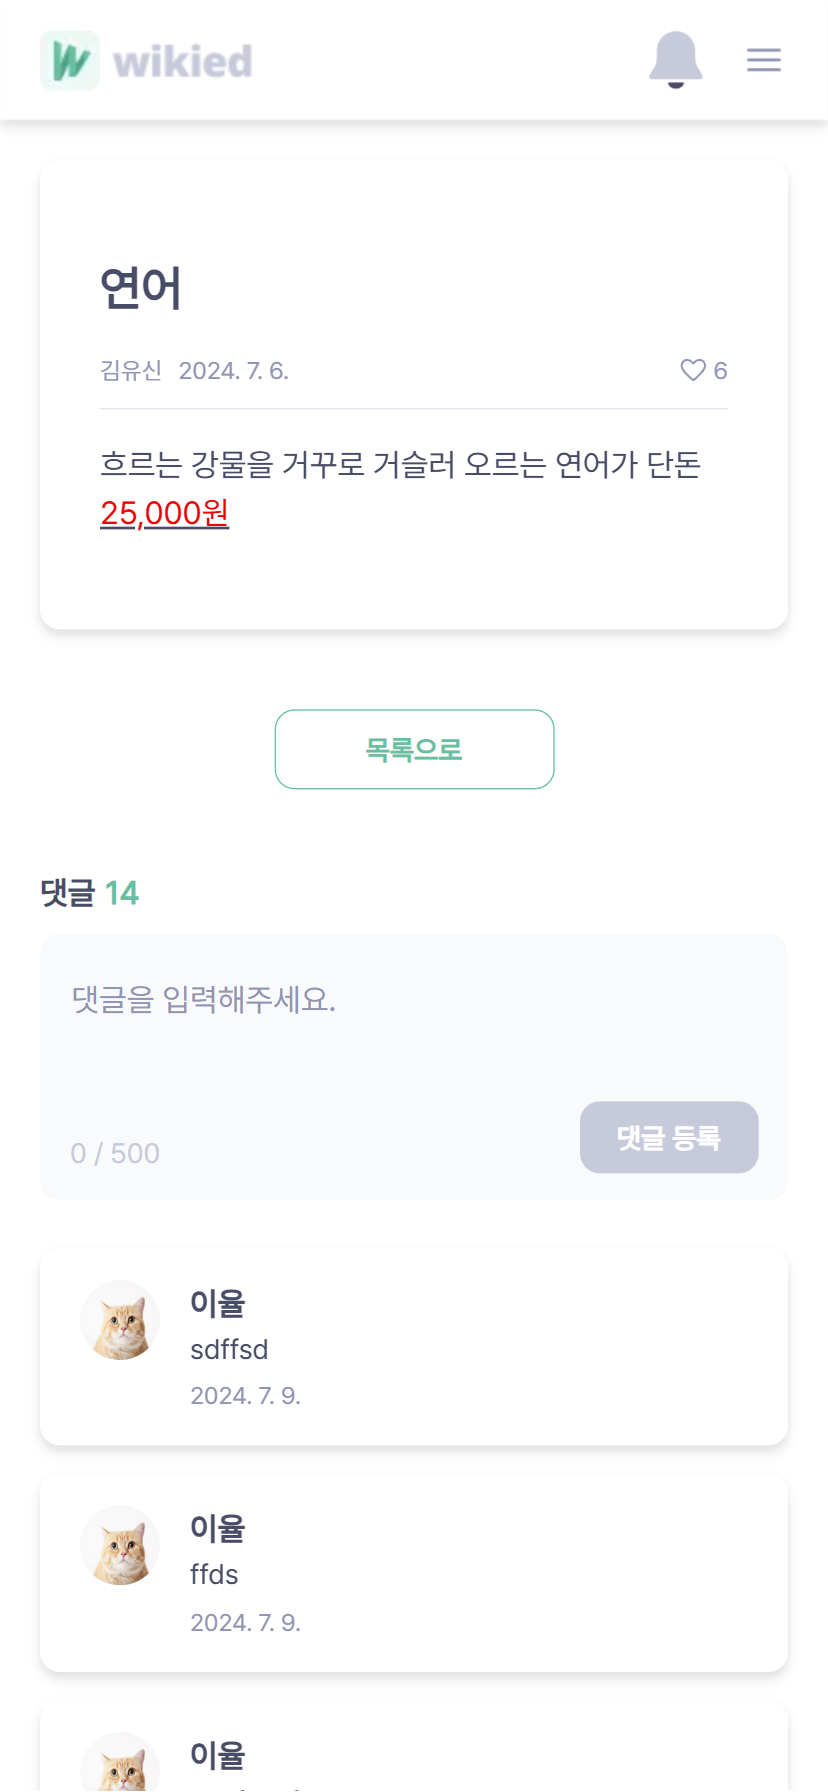 wikied
연어
김유신 2024. 7. 6.
6
흐르는 강물을 거꾸로 거슬러 오르는 연어가 단돈
25,000원
목록으로
댓글 14
댓글을 입력해주세요.
0 / 500
댓글 등록
이율
sdffsd
2024. 7. 9.
이율
ffds
2024. 7. 9.
이율